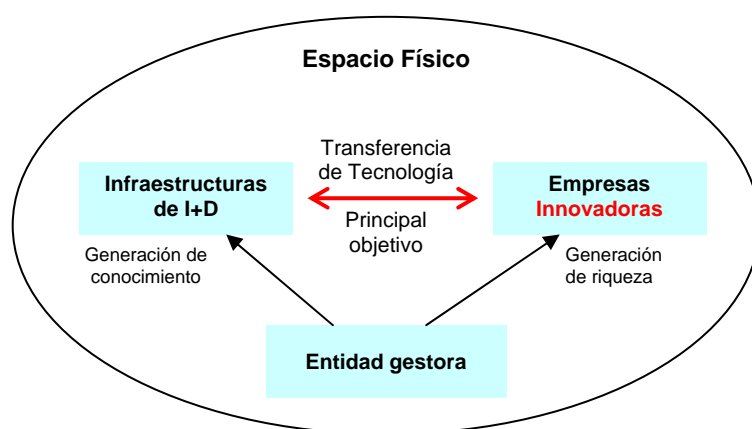 Espacio Físico
Transferencia
de Tecnología
Infraestructuras
de I+D
Empresas
Innovadoras
Principal
objetivo
Generación de
conocimiento
Generación
de riqueza
Entidad gestora